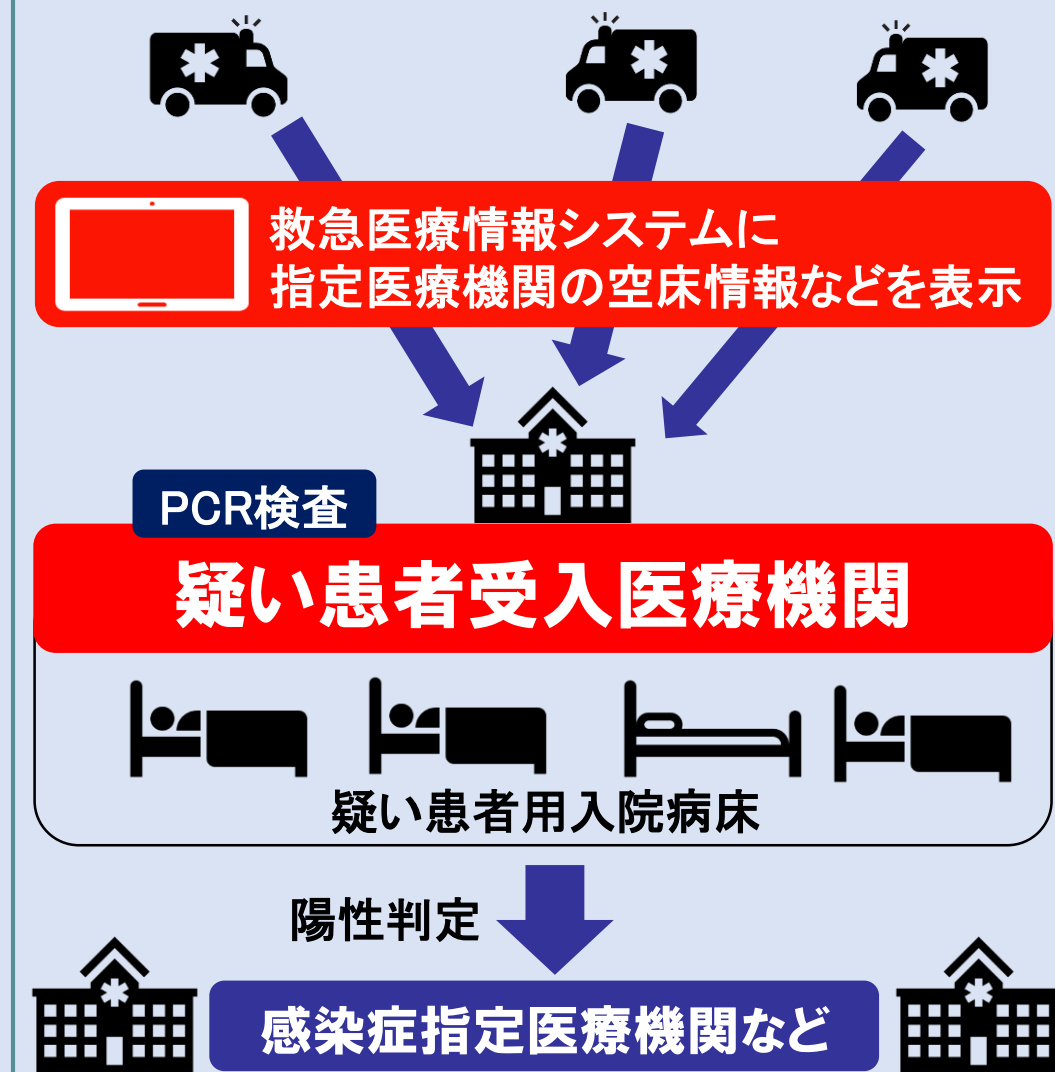 救急医療情報システムに
指定医療機関の空床情報などを表示
PCR検査
疑い患者受入医療機関
疑い患者用入院病床
陽性判定
感染症指定医療機関など